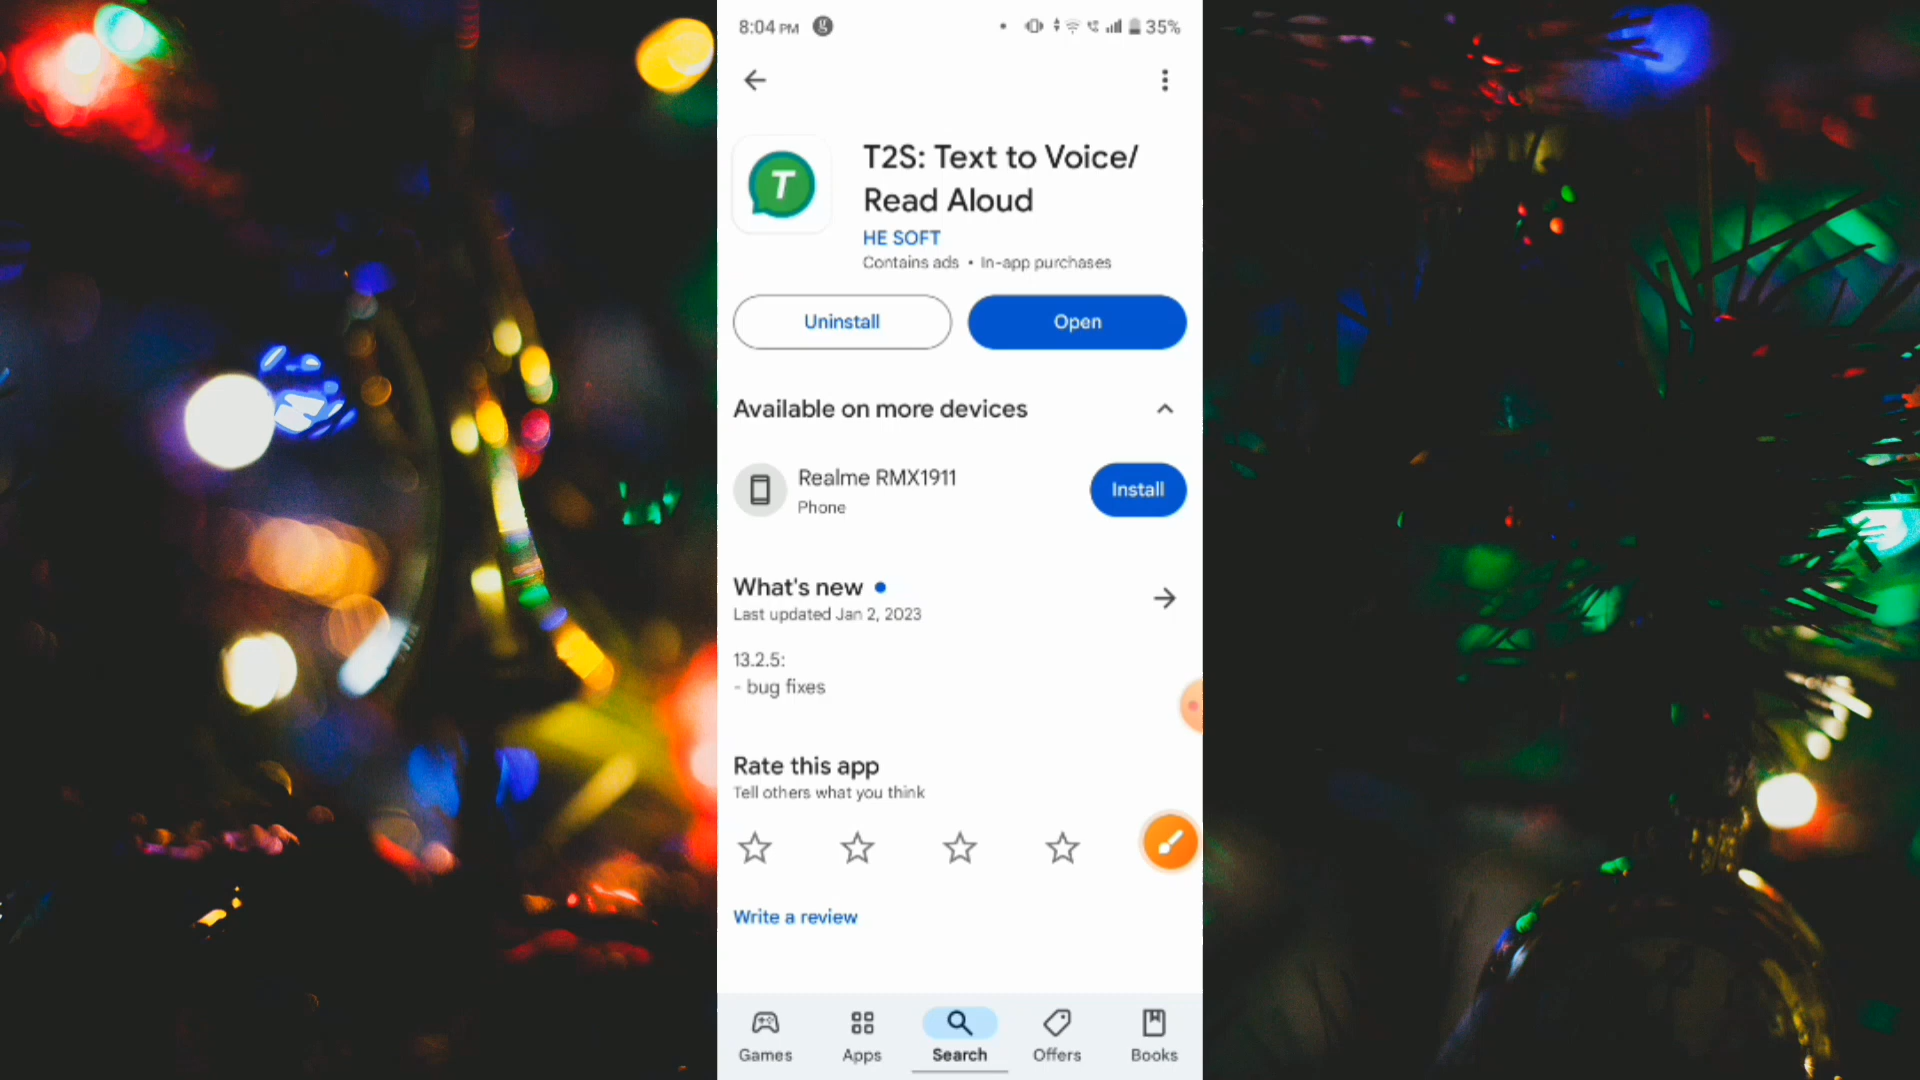 8:04 PM
35%
T
T2S: Text to Voice/
Read Aloud
HE SOFT
Contains ads • In-app purchases
Uninstall
Open
Available on more devices
Realme RMX1911
Phone
Install
What's new
Last updated Jan 2, 2023
13.2.5:
- bug fixes
Rate this app
Tell others what you think
Write a review
Games
Apps
Search
Offers
Books